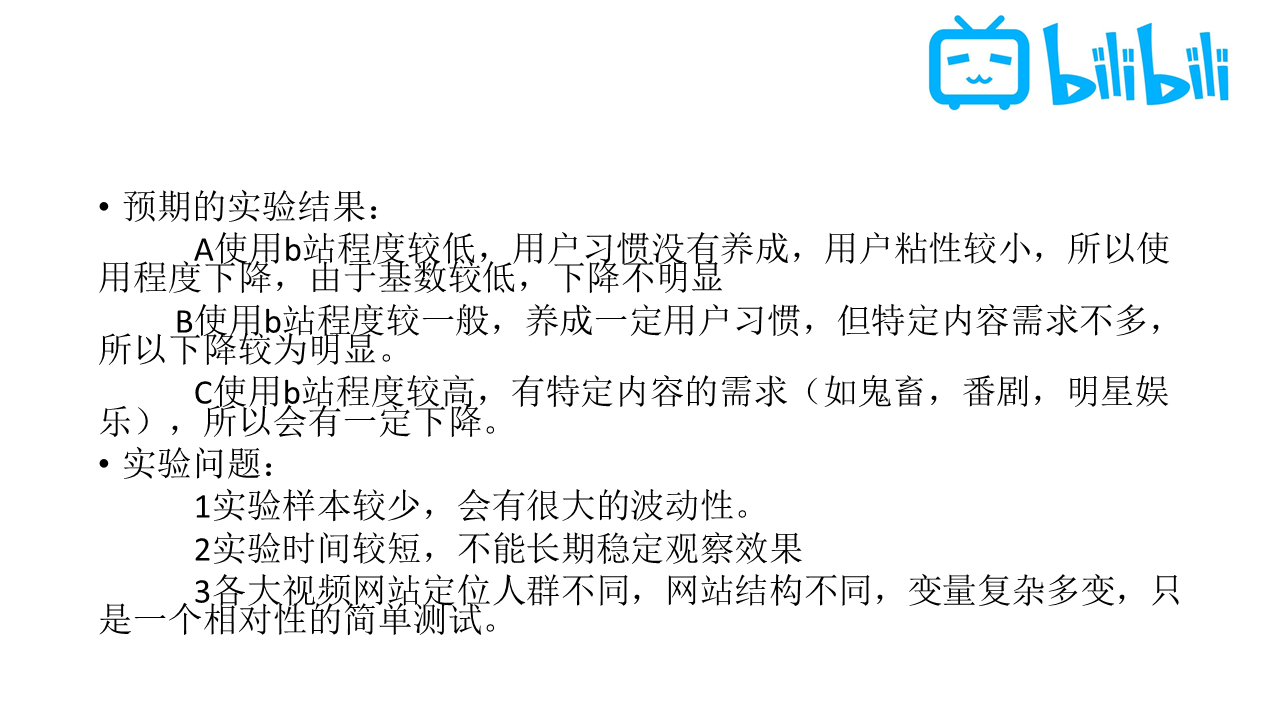 bilibili
• 预期的实验结果：
A使用b站程度较低，用户习惯没有养成，用户粘性较小，所以使
用程度下降，由于基数较低，下降不明显
B使用b站程度较一般，养成一定用户习惯，但特定内容需求不多，
所以下降较为明显。
C使用b站程度较高，有特定内容的需求（如鬼畜，番剧，明星娱
乐），所以会有一定下降。
• 实验问题：
1实验样本较少，会有很大的波动性。
2实验时间较短，不能长期稳定观察效果
3各大视频网站定位人群不同，网站结构不同，变量复杂多变，只
是一个相对性的简单测试。